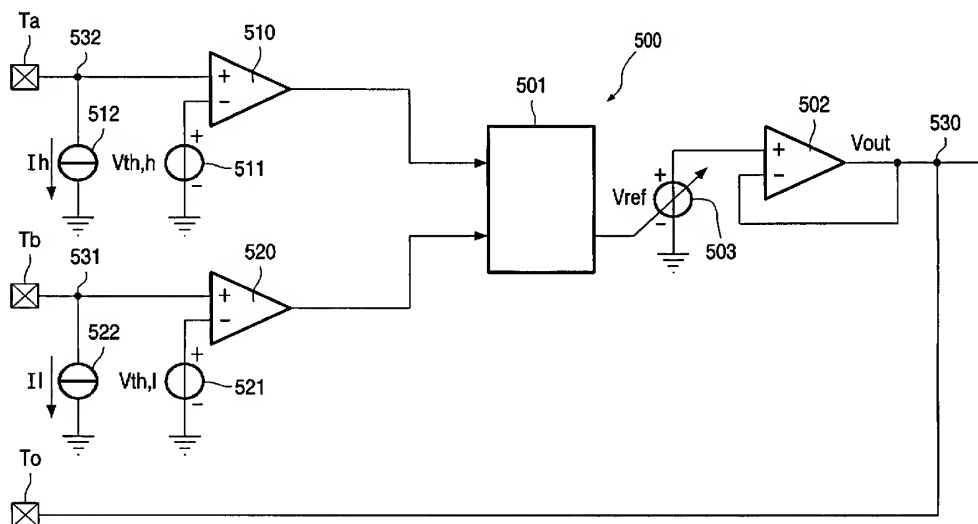 Ta
532
510
500
501
512
Ih
Vth,h
+
−
+
−
511
502
Vout
530
+
−
Vref
+
−
503
Tb
531
520
522
Il
Vth,l
+
−
+
−
521
To